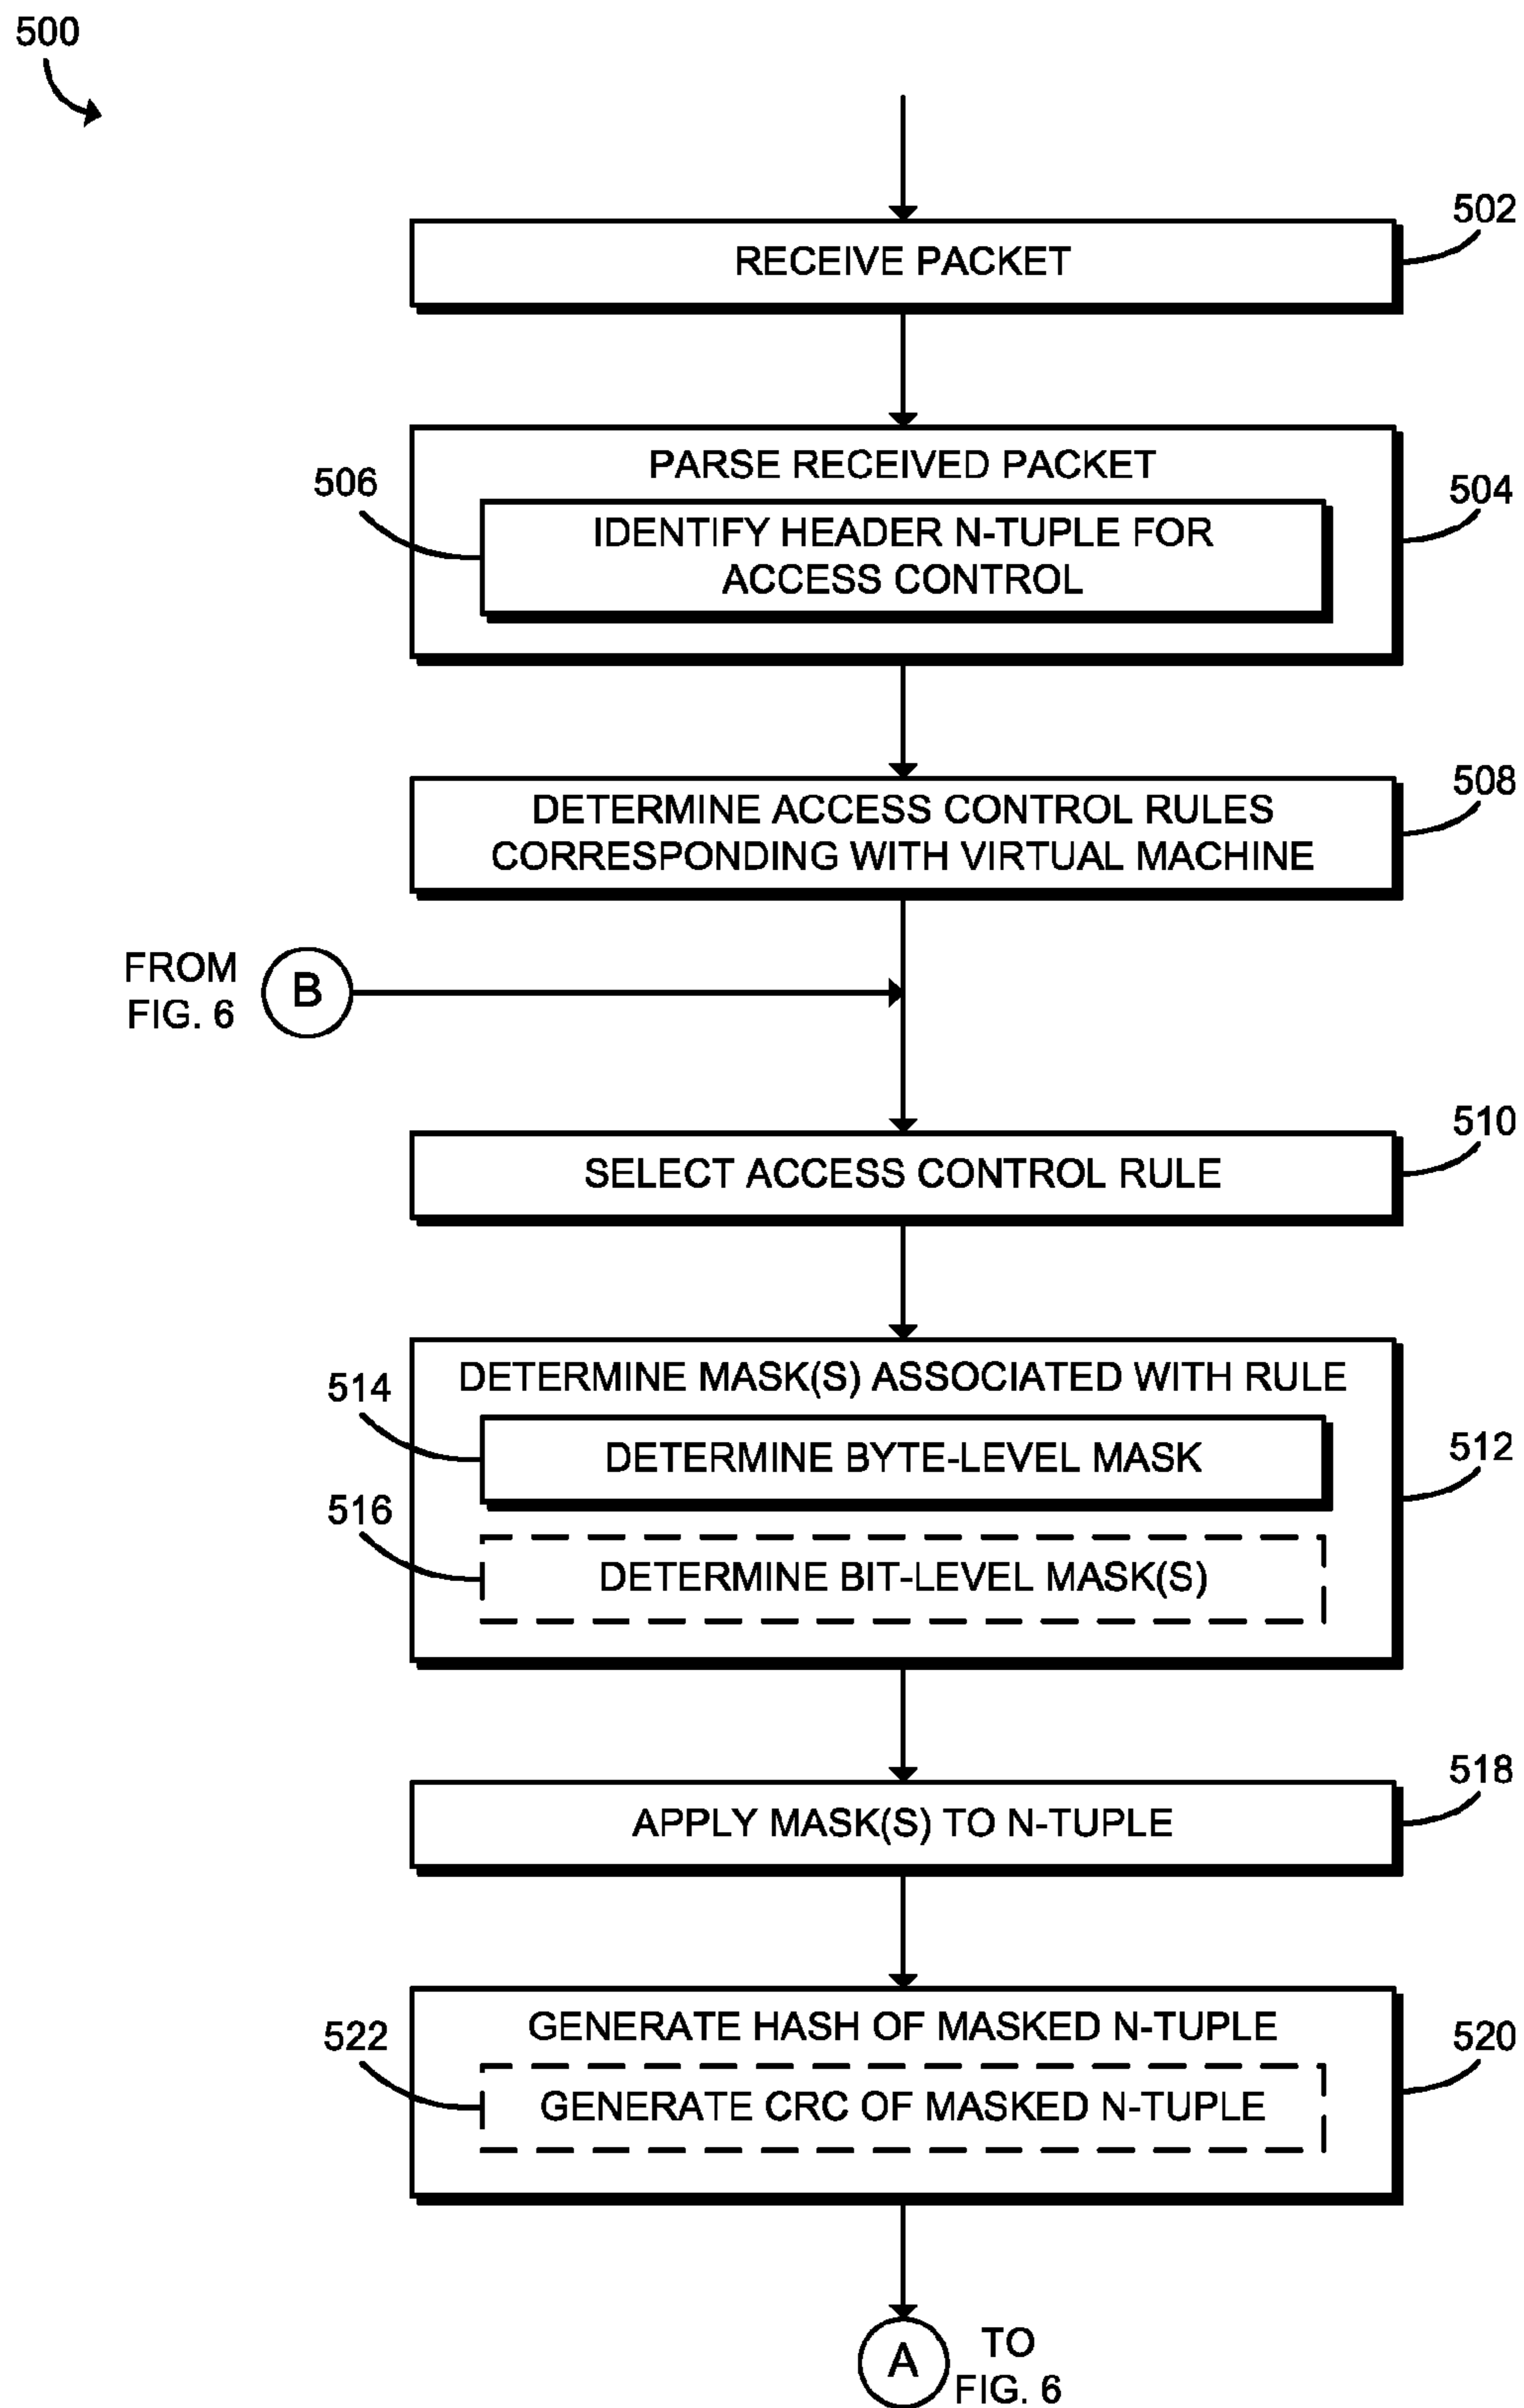 500
502
RECEIVE PACKET
PARSE RECEIVED PACKET
506
504
IDENTIFY HEADER N-TUPLE FOR
ACCESS CONTROL
508
DETERMINE ACCESS CONTROL RULES
CORRESPONDING WITH VIRTUAL MACHINE
FROM
FIG. 6
B
510
SELECT ACCESS CONTROL RULE
DETERMINE MASK(S) ASSOCIATED WITH RULE
514
512
DETERMINE BYTE-LEVEL MASK
516
DETERMINE BIT-LEVEL MASK(S)
518
APPLY MASK(S) TO N-TUPLE
GENERATE HASH OF MASKED N-TUPLE
522
520
GENERATE CRC OF MASKED N-TUPLE
A
TO
FIG. 6